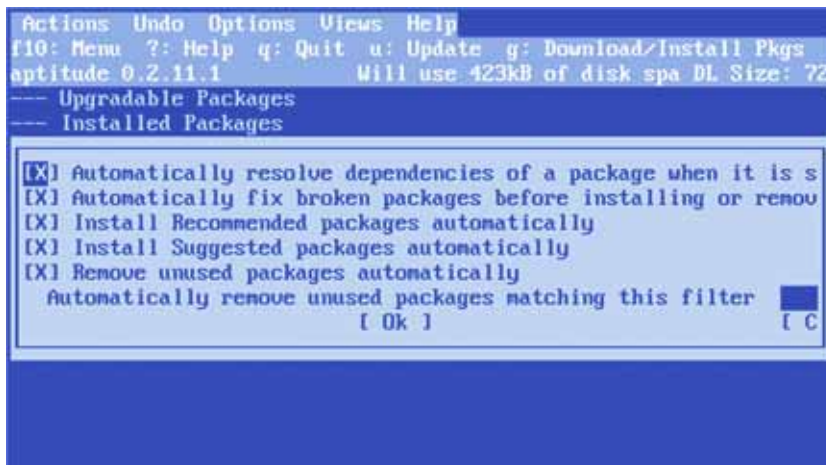 Actions Undo Options Views Help
f10: Menu ?: Help q: Quit u: Update g: Download/Install Pkgs
aptitude 0.2.11.1 Will use 423kB of disk spa DL Size: 72
--- Upgradable Packages
--- Installed Packages
[X] Automatically resolve dependencies of a package when it is s
[X] Automatically fix broken packages before installing or remov
[X] Install Recommended packages automatically
[X] Install Suggested packages automatically
[X] Remove unused packages automatically
Automatically remove unused packages matching this filter
[ Ok ] [ C